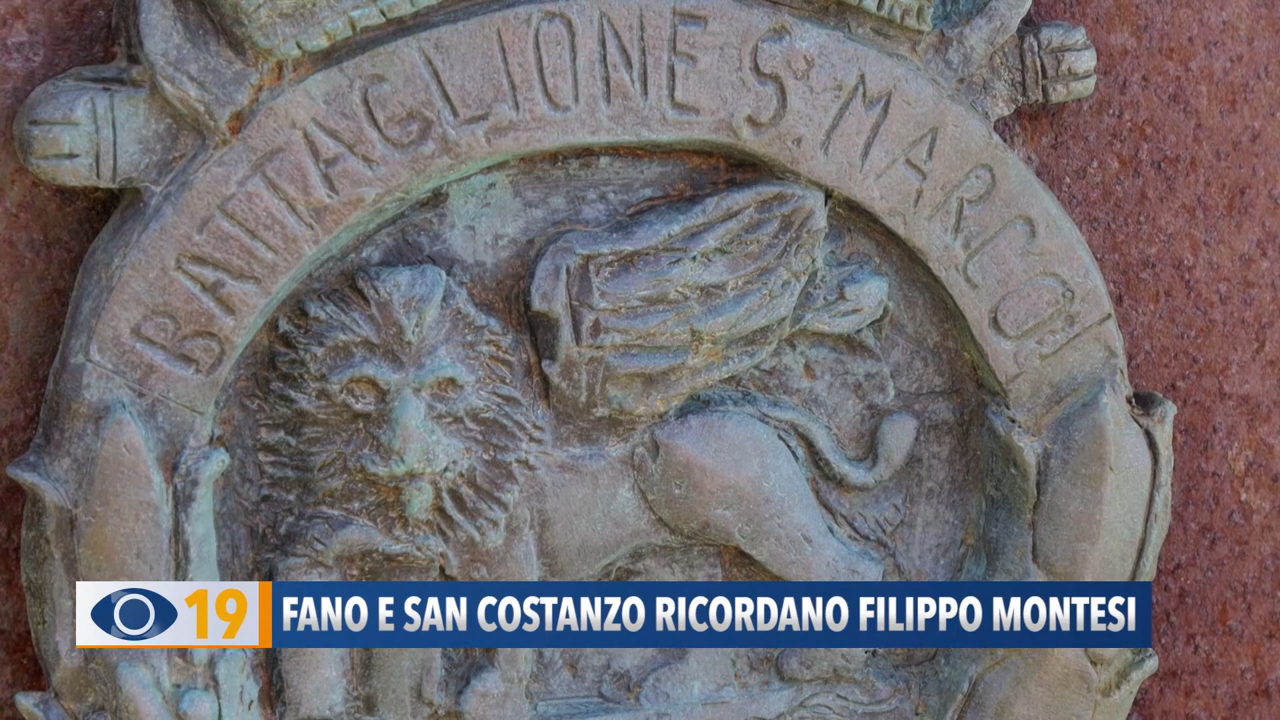 BATTAGLIONE S. MARCO
19 FANO E SAN COSTANZO RICORDANO FILIPPO MONTESI